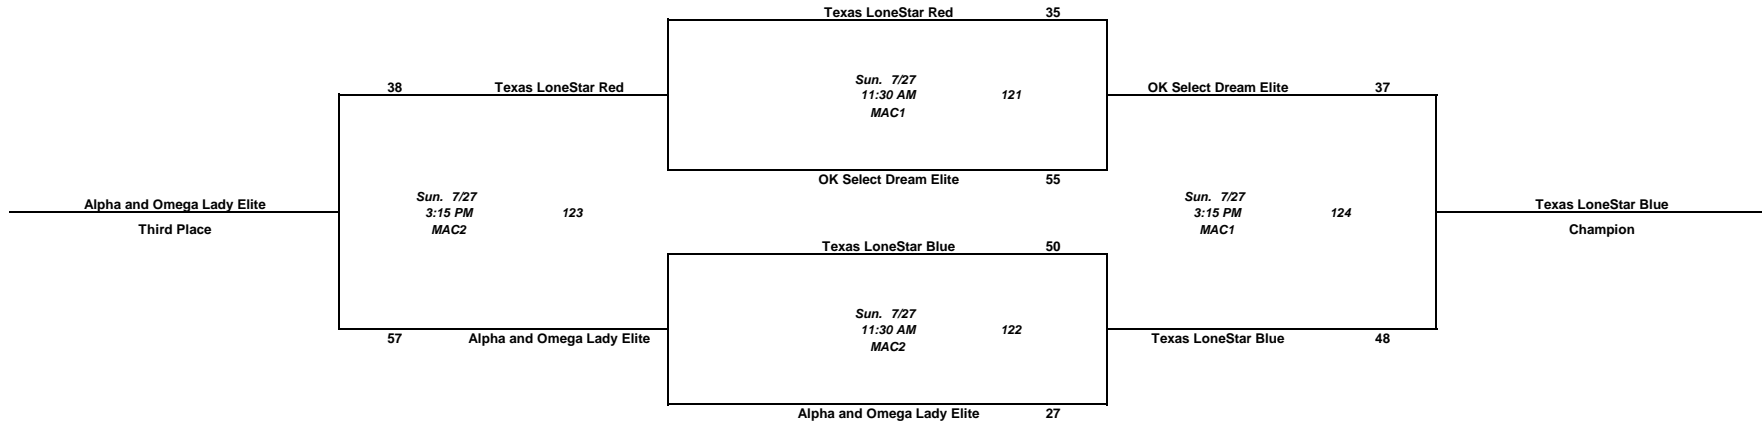 Texas LoneStar Red 35
Sun. 7/27
38 Texas LoneStar Red
11:30 AM 121
OK Select Dream Elite 37
MAC1
OK Select Dream Elite 55
Sun. 7/27
Sun. 7/27
Alpha and Omega Lady Elite
3:15 PM 123
3:15 PM 124
Texas LoneStar Blue
Third Place
MAC2
MAC1
Champion
Texas LoneStar Blue 50
Sun. 7/27
11:30 AM 122
57 Alpha and Omega Lady Elite
MAC2
Texas LoneStar Blue 48
Alpha and Omega Lady Elite 27